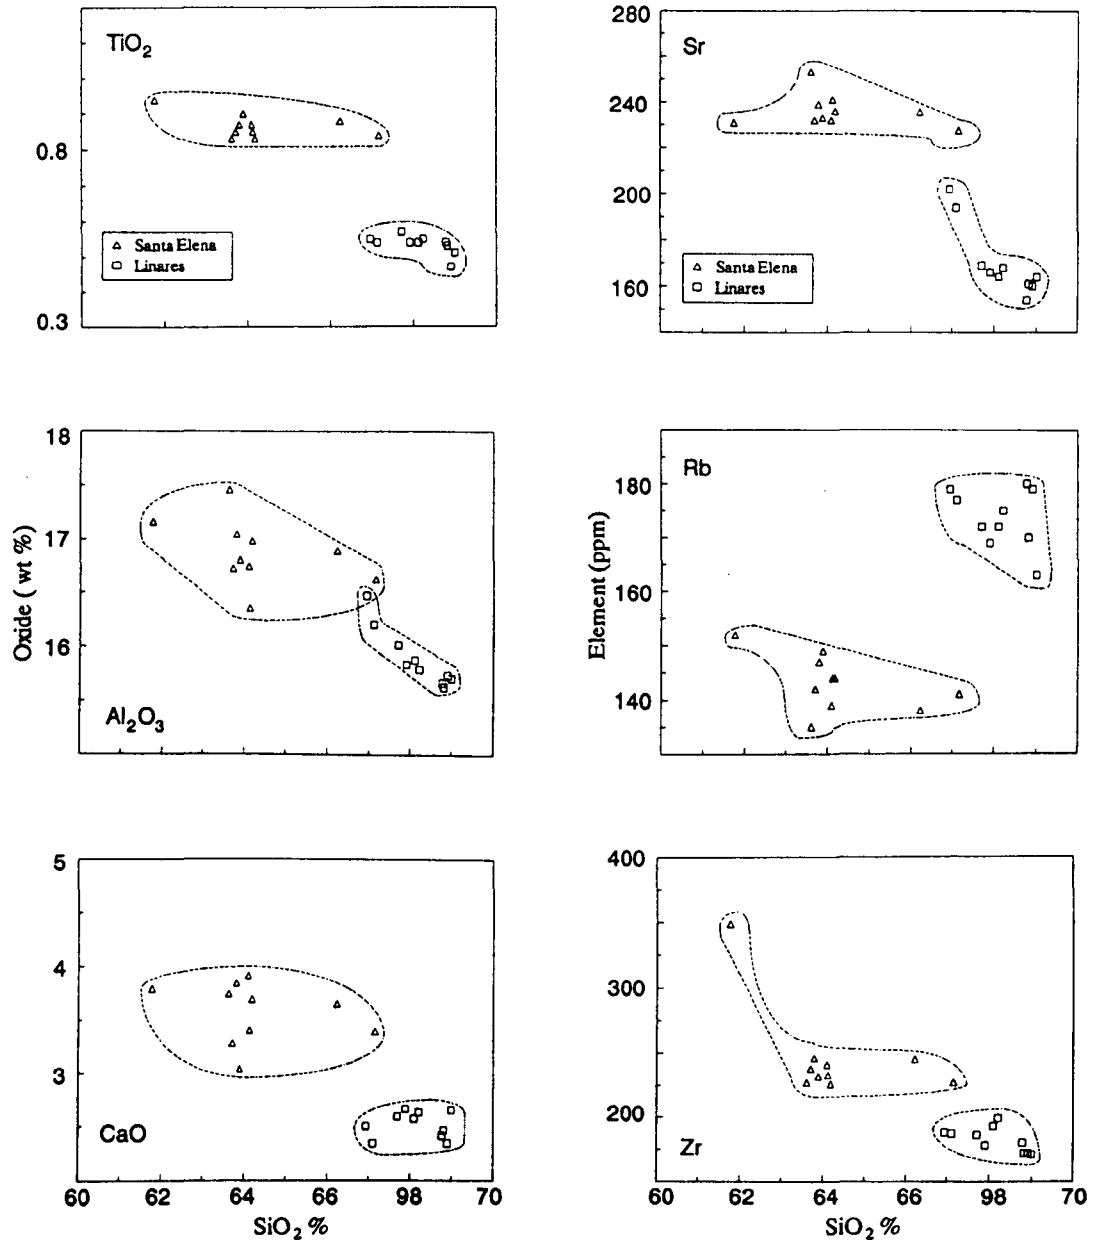 TiO₂
0.8
0.3
Santa Elena
Linares
280
Sr
240
200
160
Santa Elena
Linares
18
17
16
Oxide ( wt %)
Al₂O₃
Rb
180
160
140
Element (ppm)
5
4
3
CaO
60 62 64 98 70
SiO₂ %
400
300
200
Zr
60 62 64 66 98 70
SiO₂ %